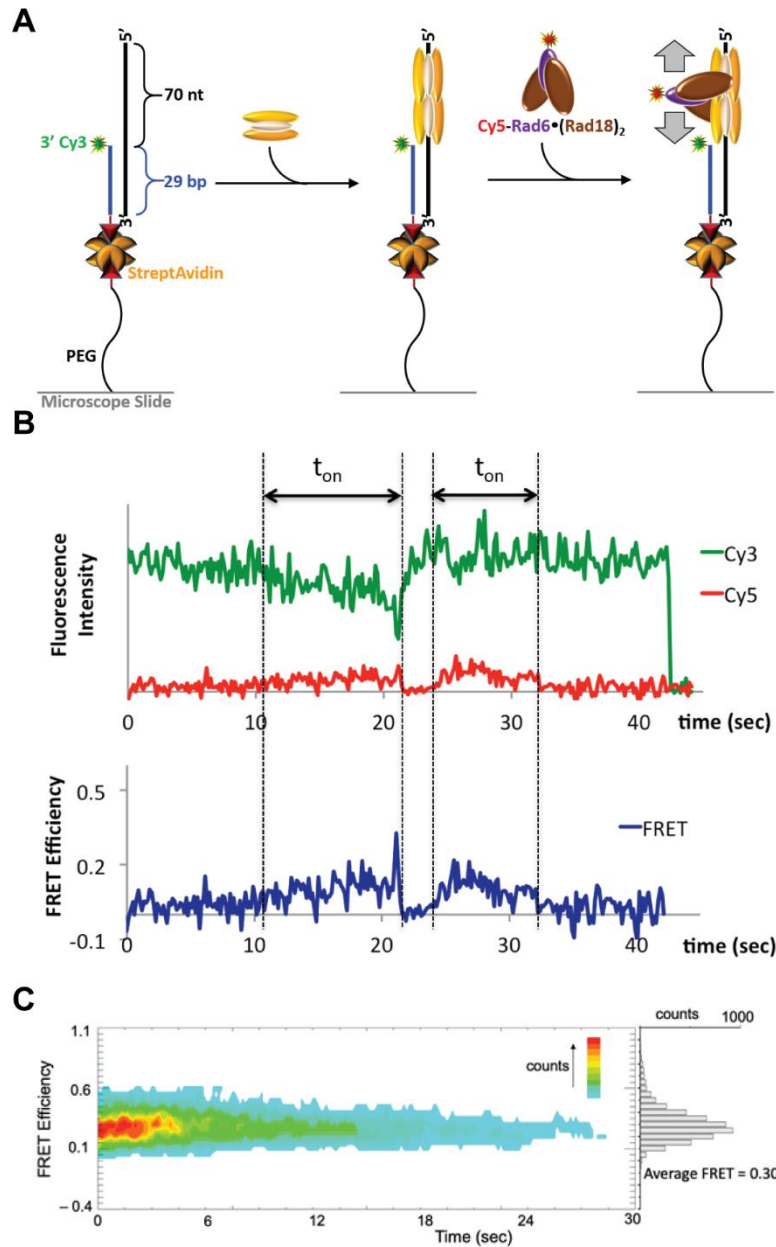 A
5’
5’
5’
70 nt
3’ Cy3
29 bp
Cy5-Rad6•(Rad18)2
3’
3’
3’
StreptAvidin
PEG
Microscope Slide
B
ton
ton
Fluorescence
Intensity
Cy3
Cy5
0
10
20
30
40
time (sec)
FRET Efficiency
0.5
0.2
-0.1
FRET
0
10
20
30
40
time (sec)
C
counts
1000
FRET Efficiency
1.1
0.6
0.1
– 0.4
counts
Average FRET = 0.30
0
6
12
18
24
30
Time (sec)